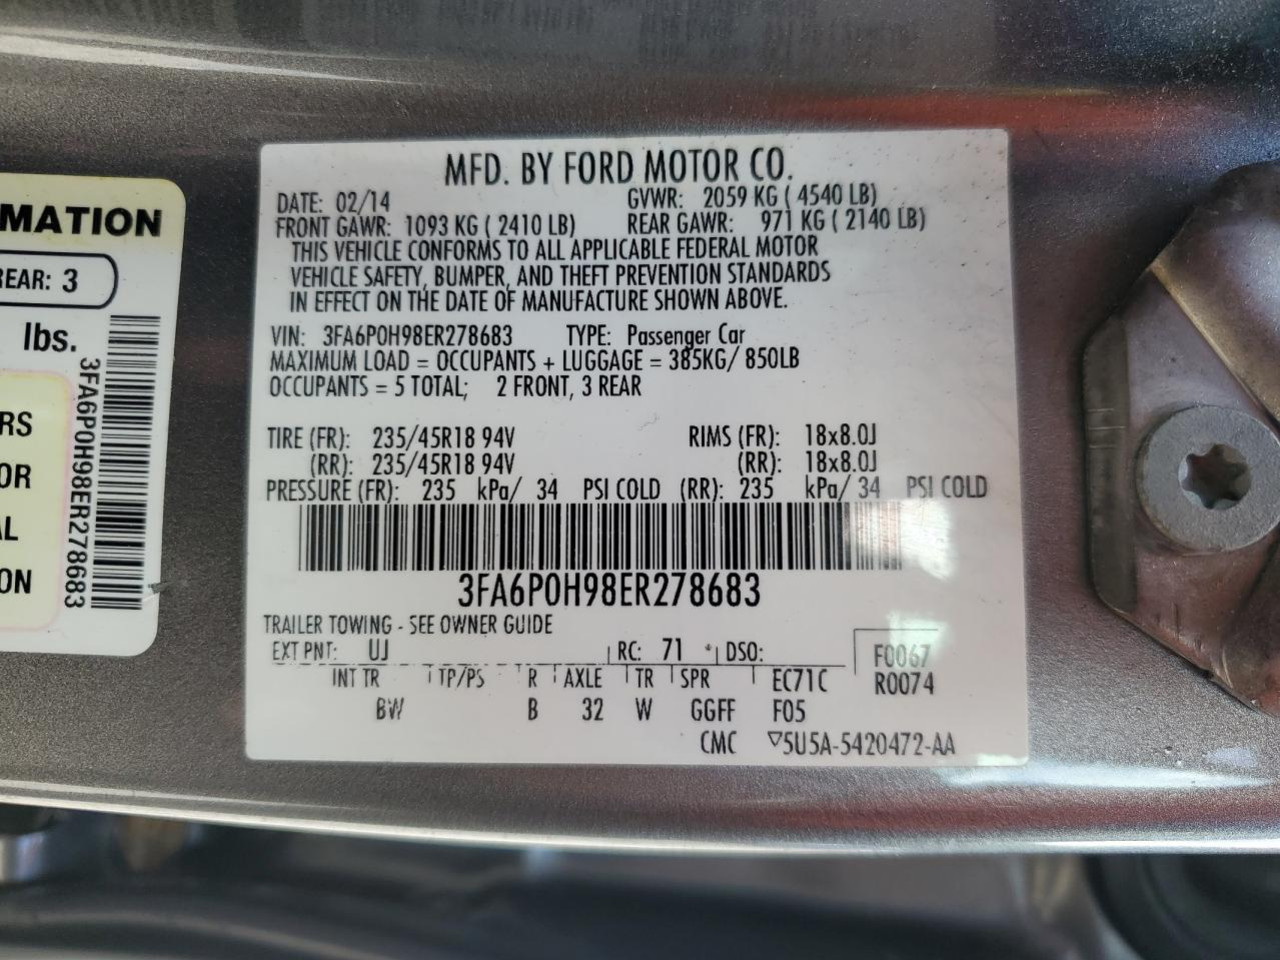 MFD. BY FORD MOTOR CO.
DATE: 02/14 GVWR: 2059 KG ( 4540 LB)
FRONT GAWR: 1093 KG ( 2410 LB) REAR GAWR: 971 KG ( 2140 LB)
THIS VEHICLE CONFORMS TO ALL APPLICABLE FEDERAL MOTOR
VEHICLE SAFETY, BUMPER, AND THEFT PREVENTION STANDARDS
IN EFFECT ON THE DATE OF MANUFACTURE SHOWN ABOVE.
VIN: 3FA6P0H98ER278683 TYPE: Passenger Car
MAXIMUM LOAD = OCCUPANTS + LUGGAGE = 385KG/ 850LB
OCCUPANTS = 5 TOTAL; 2 FRONT, 3 REAR
TIRE (FR): 235/45R18 94V RIMS (FR): 18x8.0J
(RR): 235/45R18 94V (RR): 18x8.0J
PRESSURE (FR): 235 kPa/ 34 PSI COLD (RR): 235 kPa/ 34 PSI COLD
3FA6P0H98ER278683
TRAILER TOWING - SEE OWNER GUIDE
EXT PNT: UJ RC: 71 DSO: F0067
INT TR TP/PS R AXLE TR SPR EC71C R0074
BW B 32 W GGFF F05
CMC ▽5U5A-5420472-AA
MATION
REAR: 3
lbs.
3FA6P0H98ER278683
RS
OR
AL
ON